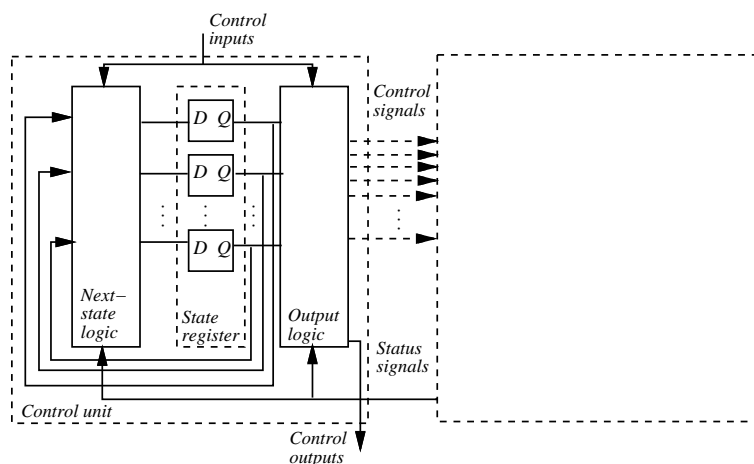 Control
inputs
Control
signals
D Q
D Q
D Q
Next–
state
logic
State
register
Output
logic
Status
signals
Control unit
Control
outputs